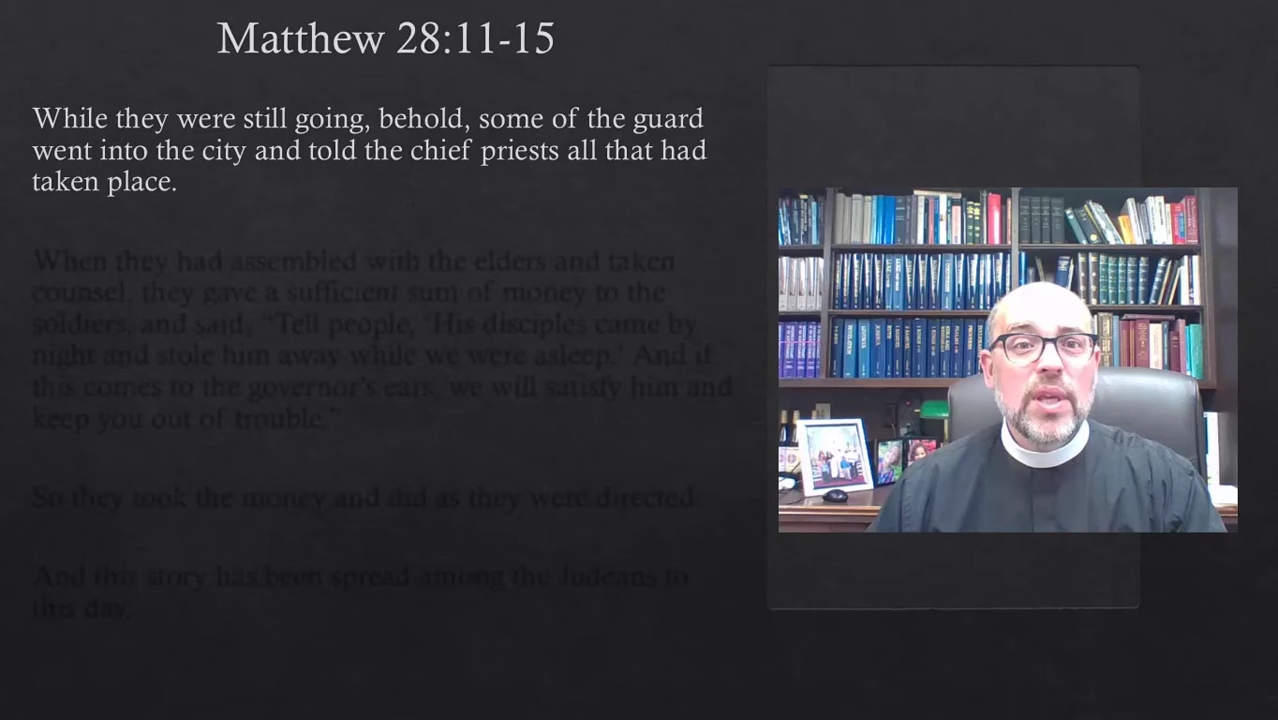 Matthew 28:11-15
While they were still going, behold, some of the guard
went into the city and told the chief priests all that had
taken place.
When they had assembled with the elders and taken
counsel, they gave a sufficient sum of money to the
soldiers, and said, “Tell people, ‘His disciples came by
night and stole him away while we were asleep.’ And if
this comes to the governor’s ears, we will satisfy him and
keep you out of trouble.”
So they took the money and did as they were directed.
And this story has been spread among the Judeans to
this day.